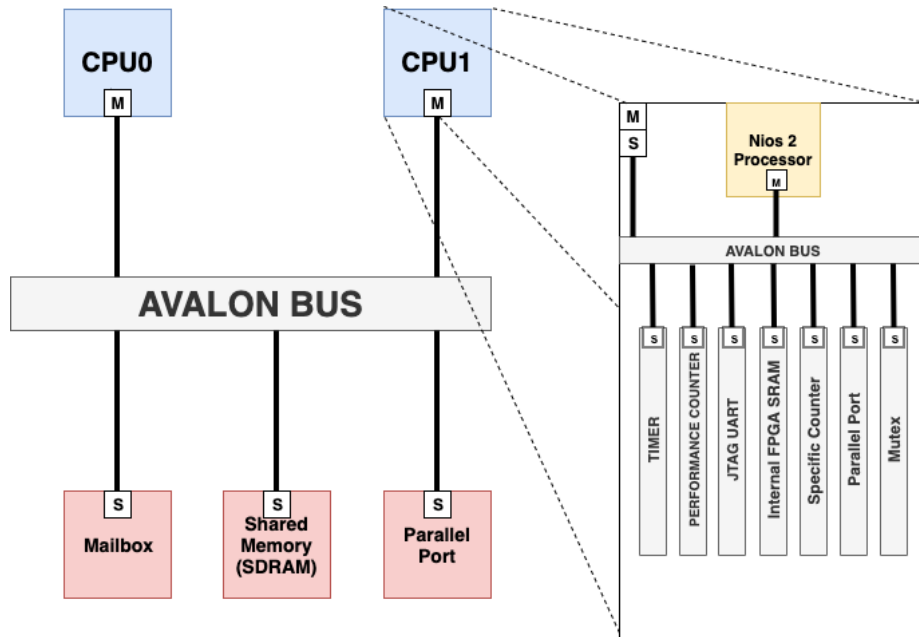 CPU0
M
CPU1
M
M
S
Nios 2
Processor
M
AVALON BUS
AVALON BUS
S
S
S
S
S
S
S
TIMER
PERFORMANCE COUNTER
JTAG UART
Internal FPGA SRAM
Specific Counter
Parallel Port
Mutex
S
Mailbox
S
Shared
Memory
(SDRAM)
S
Parallel
Port